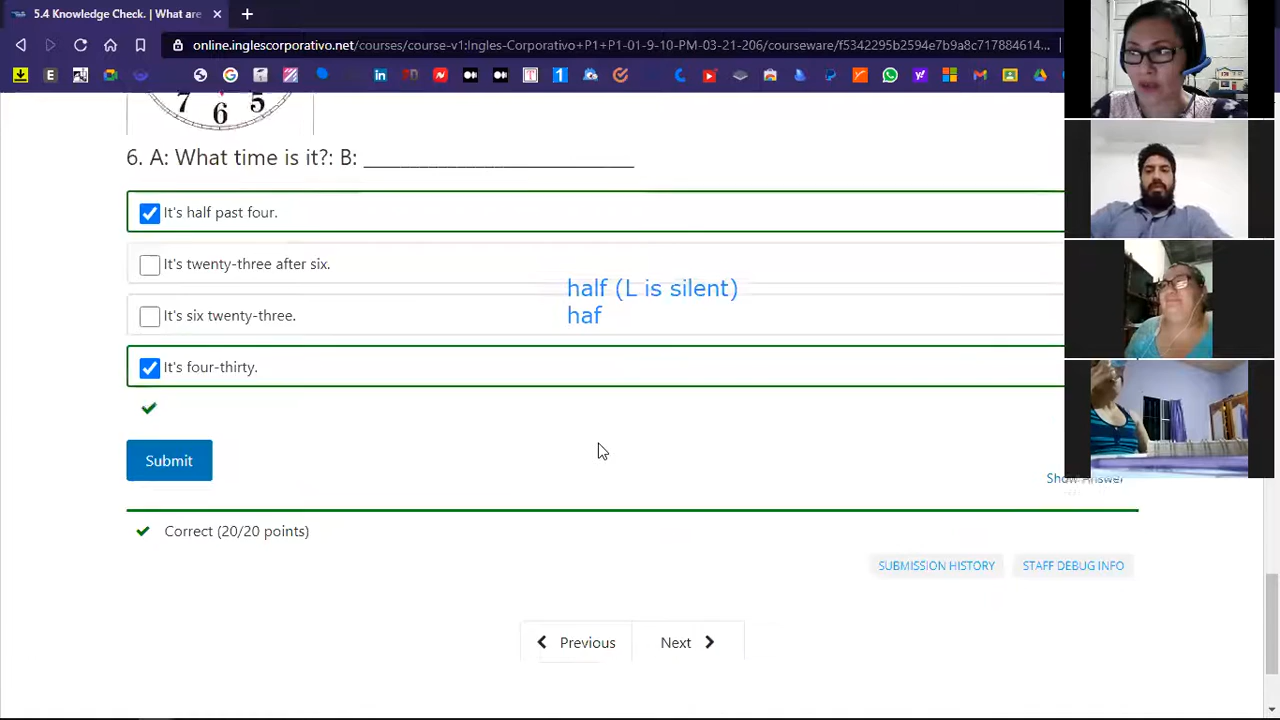 5.4 Knowledge Check. | What are
online.inglescorporativo.net/courses/course-v1:Ingles-Corporativo+P1+P1-01-9-10-PM-03-21-206/courseware/f5342295b2594e7b9a8c717884614...
7 6 5
6. A: What time is it?: B: ___________________________
It's half past four.
It's twenty-three after six.
half (L is silent)
It's six twenty-three.
haf
It's four-thirty.
Submit
Show Answer
Correct (20/20 points)
SUBMISSION HISTORY
STAFF DEBUG INFO
Previous
Next